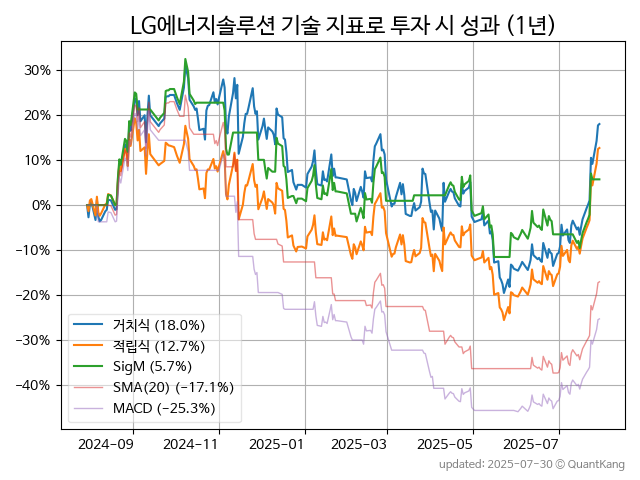 LG에너지솔루션 기술 지표로 투자 시 성과 (1년)
30%
20%
10%
0%
−10%
−20%
−30%
−40%
거치식 (18.0%)
적립식 (12.7%)
SigM (5.7%)
SMA(20) (−17.1%)
MACD (−25.3%)
2024−09 2024−11 2025−01 2025−03 2025−05 2025−07
updated: 2025-07-30 © QuantKang